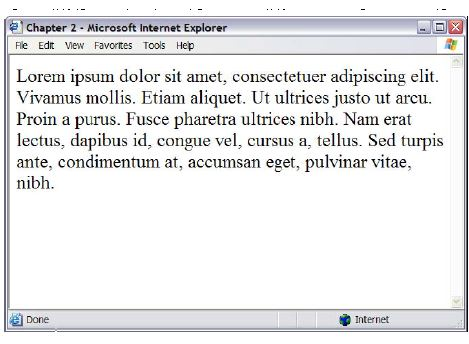 Chapter 2 - Microsoft Internet Explorer
File Edit View Favorites Tools Help
Lorem ipsum dolor sit amet, consectetuer adipiscing elit.
Vivamus mollis. Etiam aliquet. Ut ultrices justo ut arcu.
Proin a purus. Fusce pharetra ultrices nibh. Nam erat
lectus, dapibus id, congue vel, cursus a, tellus. Sed turpis
ante, condimentum at, accumsan eget, pulvinar vitae,
nibh.
Done Internet